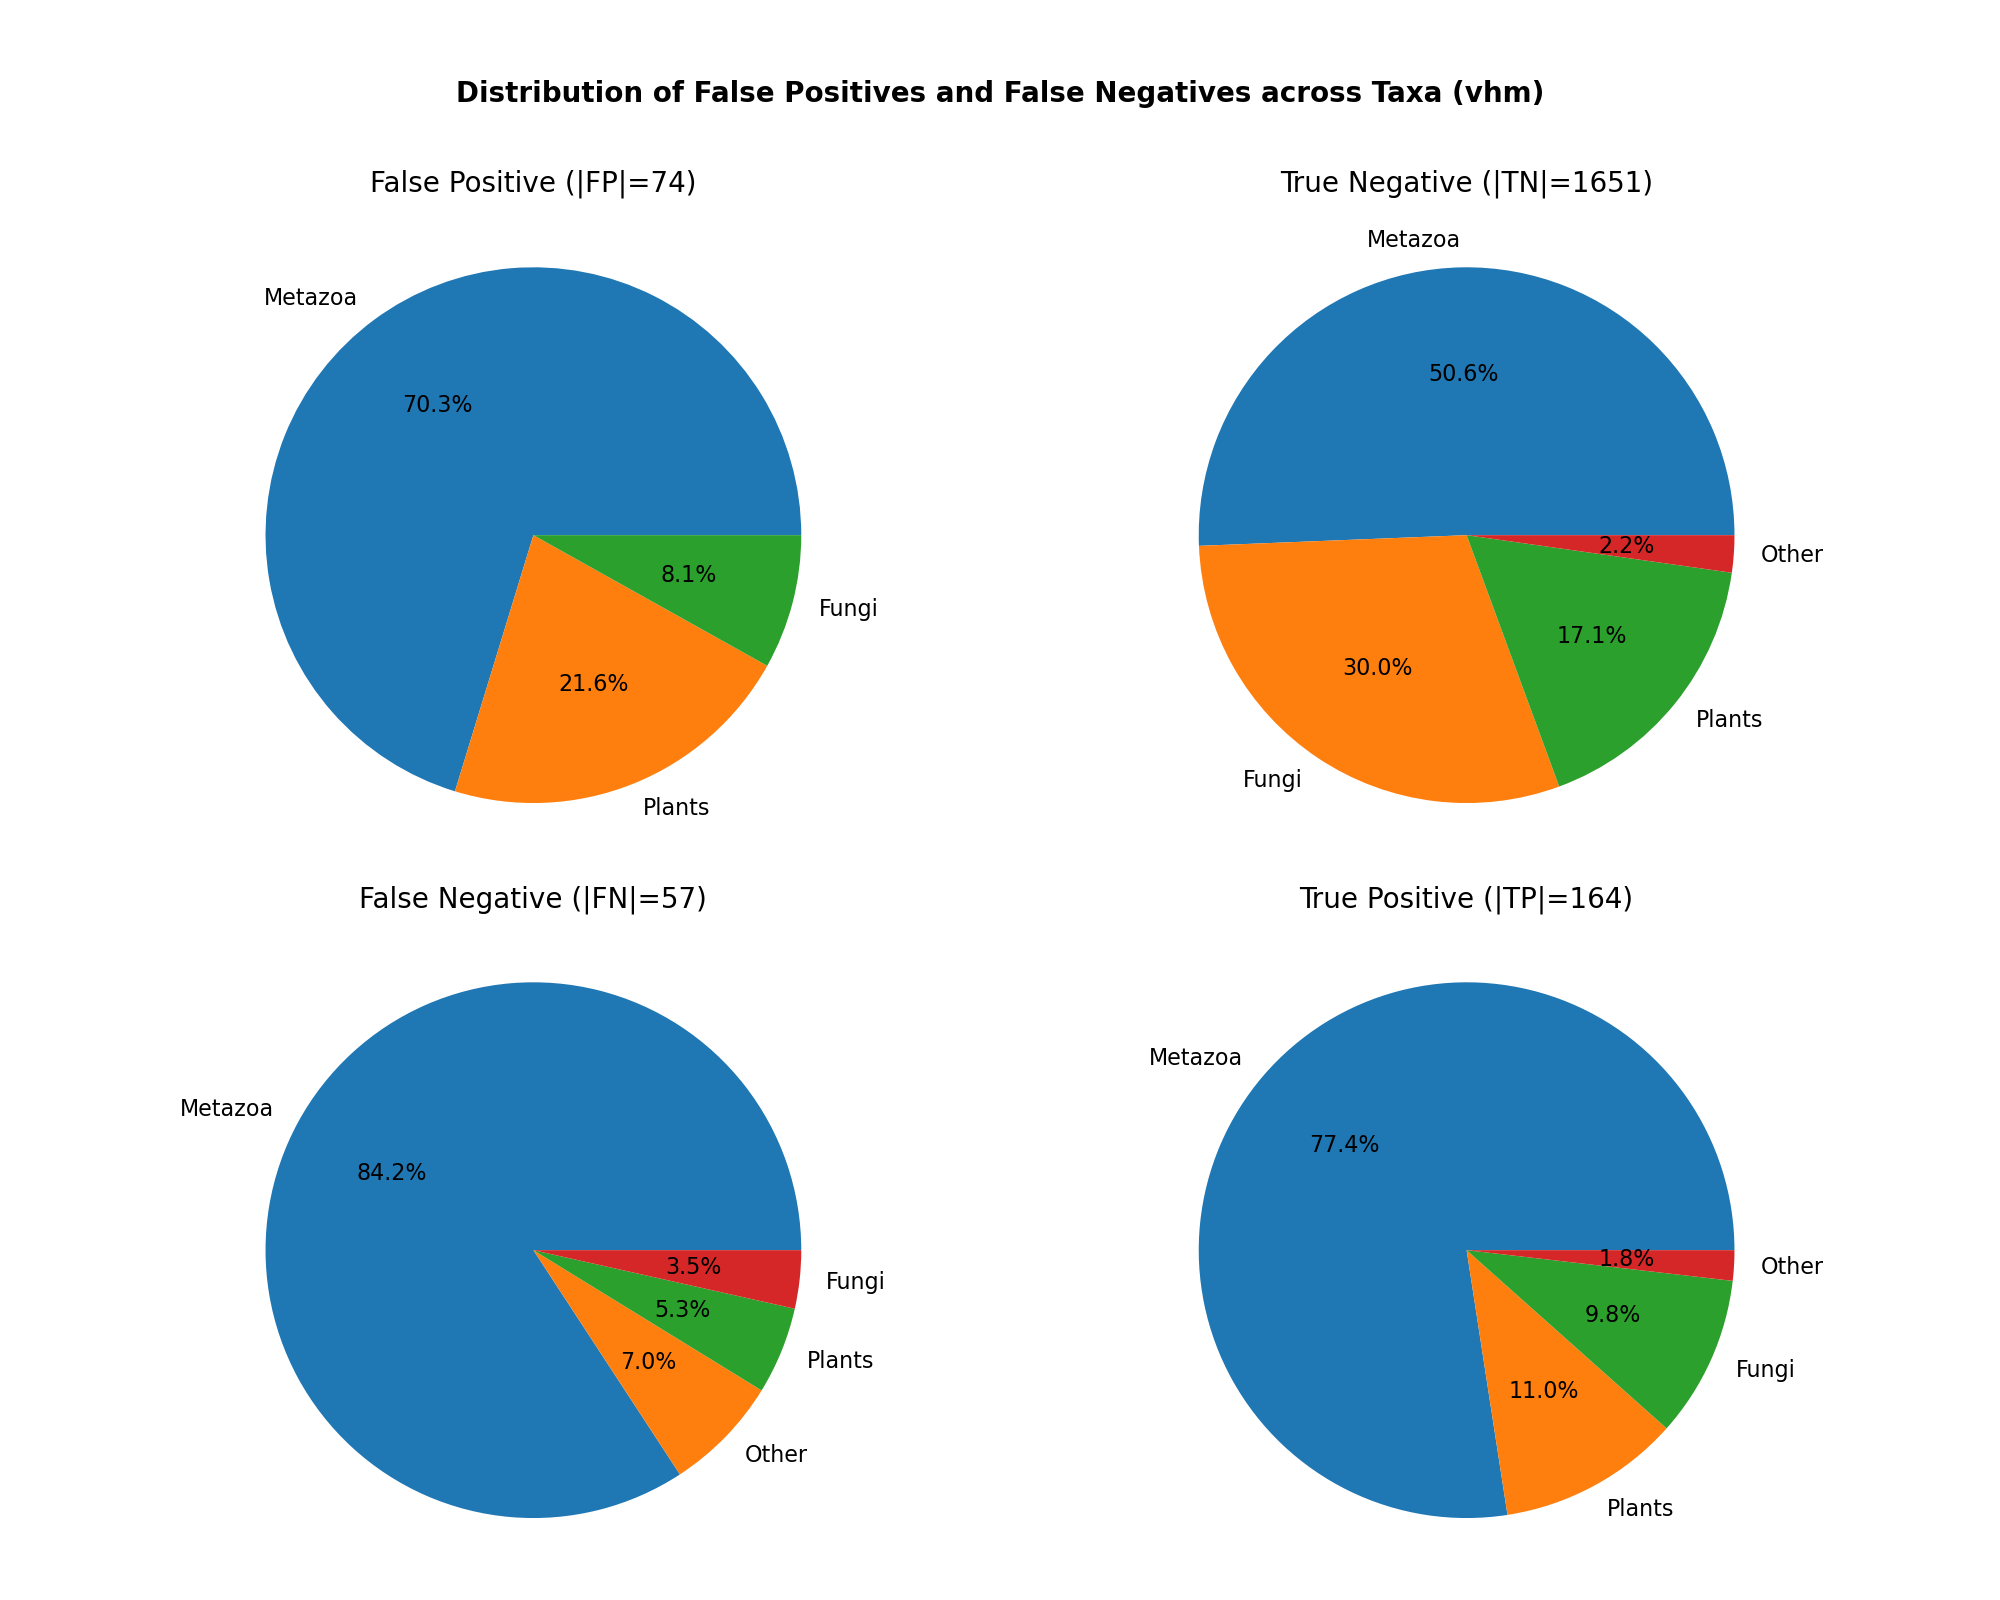 Distribution of False Positives and False Negatives across Taxa (vhm)
False Positive (|FP|=74)
Metazoa
70.3%
8.1%
Fungi
21.6%
Plants
True Negative (|TN|=1651)
Metazoa
50.6%
2.2%
Other
17.1%
30.0%
Plants
Fungi
False Negative (|FN|=57)
Metazoa
84.2%
3.5%
Fungi
5.3%
Plants
7.0%
Other
True Positive (|TP|=164)
Metazoa
77.4%
1.8%
Other
9.8%
Fungi
11.0%
Plants